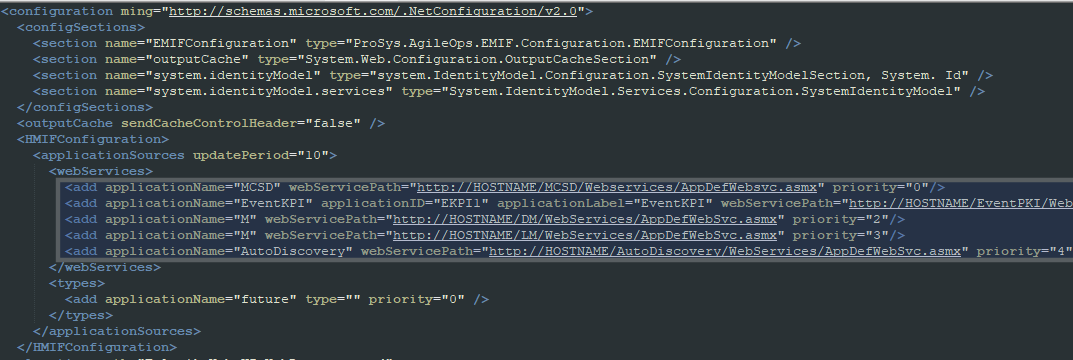 <configuration ming="http://schemas.microsoft.com/.NetConfiguration/v2.0">
<configSections>
<section name="EMIFConfiguration" type="ProSys.AgileOps.EMIF.Configuration.EMIFConfiguration" />
<section name="outputCache" type="System.Web.Configuration.OutputCacheSection" />
<section name="system.identityModel" type="system.IdentityModel.Configuration.SystemIdentityModelSection, System. Id" />
<section name="system.identityModel.services" type="System.IdentityModel.Services.Configuration.SystemIdentityModel" />
</configSections>
<outputCache sendCacheControlHeader="false" />
<HMIFConfiguration>
<applicationSources updatePeriod="l0">
<webServices>
<add applicationName="MCSD" webServicePath="http://HOSTNAME/MCSD/Webservices/AppDefWebsvc.asmx" priority="0"/>
<add applicationName="EventKPI" applicationID="EKPIl" applicationLabel="EventKPI" webServicePath="http://HOSTNAME/EventPKI/Web
<add applicationName="M" webServicePath="http://HOSTNAME/DM/WebServices/AppDefWebSvc.asmx" priority="2"/>
<add applicationName="M" webServicePath="http://HOSTNAME/LM/WebServices/AppDefWebSvc.asmx" priority="3"/>
<add applicationName="AutoDiscovery" webServicePath="http://HOSTNAME/AutoDiscovery/WebServices/AppDefWebSvc.asmx" priority="4"
</webServices>
<types>
<add applicationName="future" type="" priority="0" />
</types>
</applicationSources>
</HMIFConfiguration>